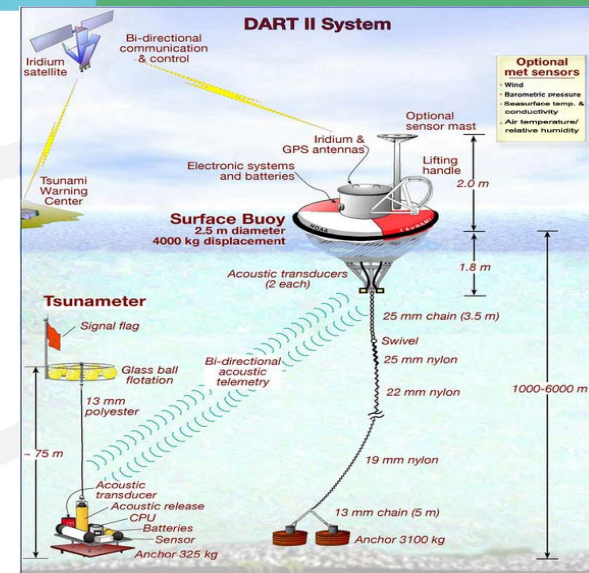 DART II System
Iridium
satellite
Bi-directional
communication
& control
Optional
met sensors
· Wind
· Barometric pressure
· Seasurface temp. &
conductivity
· Air temperature/
relative humidity
Optional
sensor mast
Iridium &
GPS antennas
Electronic systems
and batteries
Lifting
handle
2.0 m
Tsunami
Warning
Center
Surface Buoy
2.5 m diameter
4000 kg displacement
NOAA
TSUNAMI
1.8 m
Acoustic transducers
(2 each)
Tsunameter
Signal flag
25 mm chain (3.5 m)
Swivel
25 mm nylon
Glass ball
flotation
Bi-directional
acoustic
telemetry
22 mm nylon
1000-6000 m
13 mm
polyester
~ 75 m
19 mm nylon
Acoustic
transducer
Acoustic release
CPU
Batteries
Sensor
Anchor 325 kg
13 mm chain (5 m)
Anchor 3100 kg